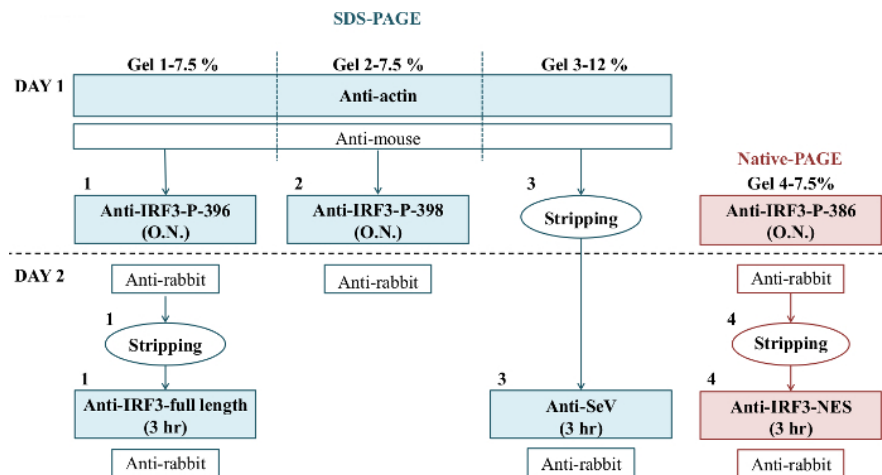 SDS-PAGE
Gel 1-7.5 % Gel 2-7.5 % Gel 3-12 %
DAY 1
Anti-actin
Anti-mouse
Native-PAGE
Gel 4-7.5%
1 2 3
Anti-IRF3-P-396 Anti-IRF3-P-398 Stripping Anti-IRF3-P-386
(O.N.) (O.N.) (O.N.)
DAY 2
Anti-rabbit Anti-rabbit Anti-rabbit
1 4
Stripping Stripping
1 3 4
Anti-IRF3-full length Anti-SeV Anti-IRF3-NES
(3 hr) (3 hr) (3 hr)
Anti-rabbit Anti-rabbit Anti-rabbit